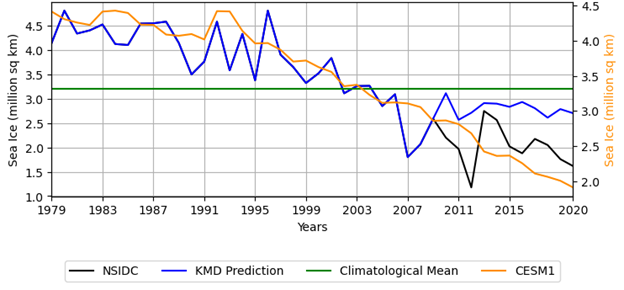 4.5
4.0
3.5
3.0
2.5
2.0
1.5
1.0
Sea Ice (million sq km)
4.5
4.0
3.5
3.0
2.5
2.0
Sea Ice (million sq km)
1979 1983 1987 1991 1995 1999 2003 2007 2011 2015 2020
Years
NSIDC KMD Prediction Climatological Mean CESM1